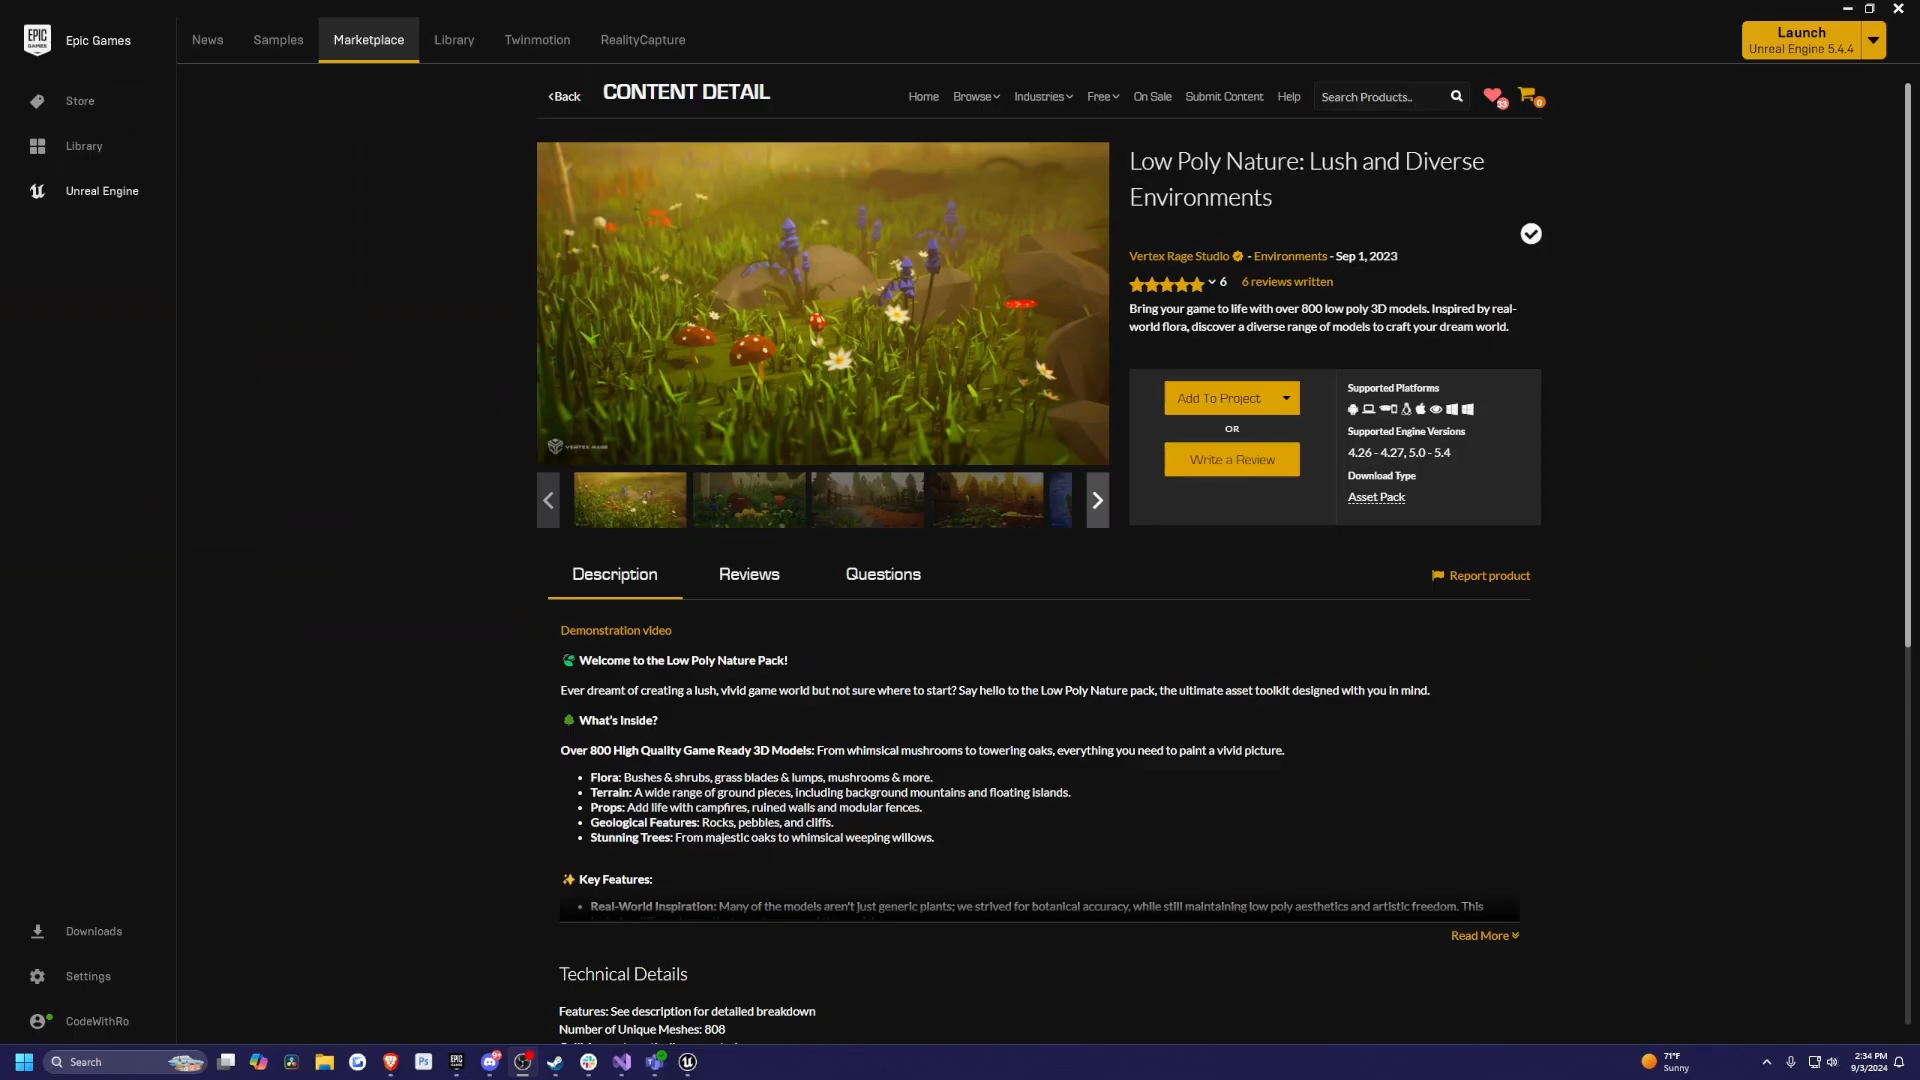 EPIC GAMES
Epic Games
News
Samples
Marketplace
Library
Twinmotion
RealityCapture
Launch
Unreal Engine 5.4.4
Store
Library
Unreal Engine
Back
CONTENT DETAIL
Home
Browse
Industries
Free
On Sale
Submit Content
Help
Search Products..
33
0
Low Poly Nature: Lush and Diverse
Environments
Vertex Rage Studio - Environments - Sep 1, 2023
6
6 reviews written
Bring your game to life with over 800 low poly 3D models. Inspired by real-
world flora, discover a diverse range of models to craft your dream world.
Add To Project
OR
Write a Review
Supported Platforms
Supported Engine Versions
4.26 - 4.27, 5.0 - 5.4
Download Type
Asset Pack
VERTEX RAGE
Description
Reviews
Questions
Report product
Demonstration video
Welcome to the Low Poly Nature Pack!
Ever dreamt of creating a lush, vivid game world but not sure where to start? Say hello to the Low Poly Nature pack, the ultimate asset toolkit designed with you in mind.
What's Inside?
Over 800 High Quality Game Ready 3D Models: From whimsical mushrooms to towering oaks, everything you need to paint a vivid picture.
• Flora: Bushes & shrubs, grass blades & lumps, mushrooms & more.
• Terrain: A wide range of ground pieces, including background mountains and floating islands.
• Props: Add life with campfires, ruined walls and modular fences.
• Geological Features: Rocks, pebbles, and cliffs.
• Stunning Trees: From majestic oaks to whimsical weeping willows.
Key Features:
• Real-World Inspiration: Many of the models aren't just generic plants; we strived for botanical accuracy, while still maintaining low poly aesthetics and artistic freedom. This
Read More
Technical Details
Features: See description for detailed breakdown
Number of Unique Meshes: 808
Downloads
Settings
CodeWithRo
Search
Ps
9+
71°F
Sunny
2:34 PM
9/3/2024